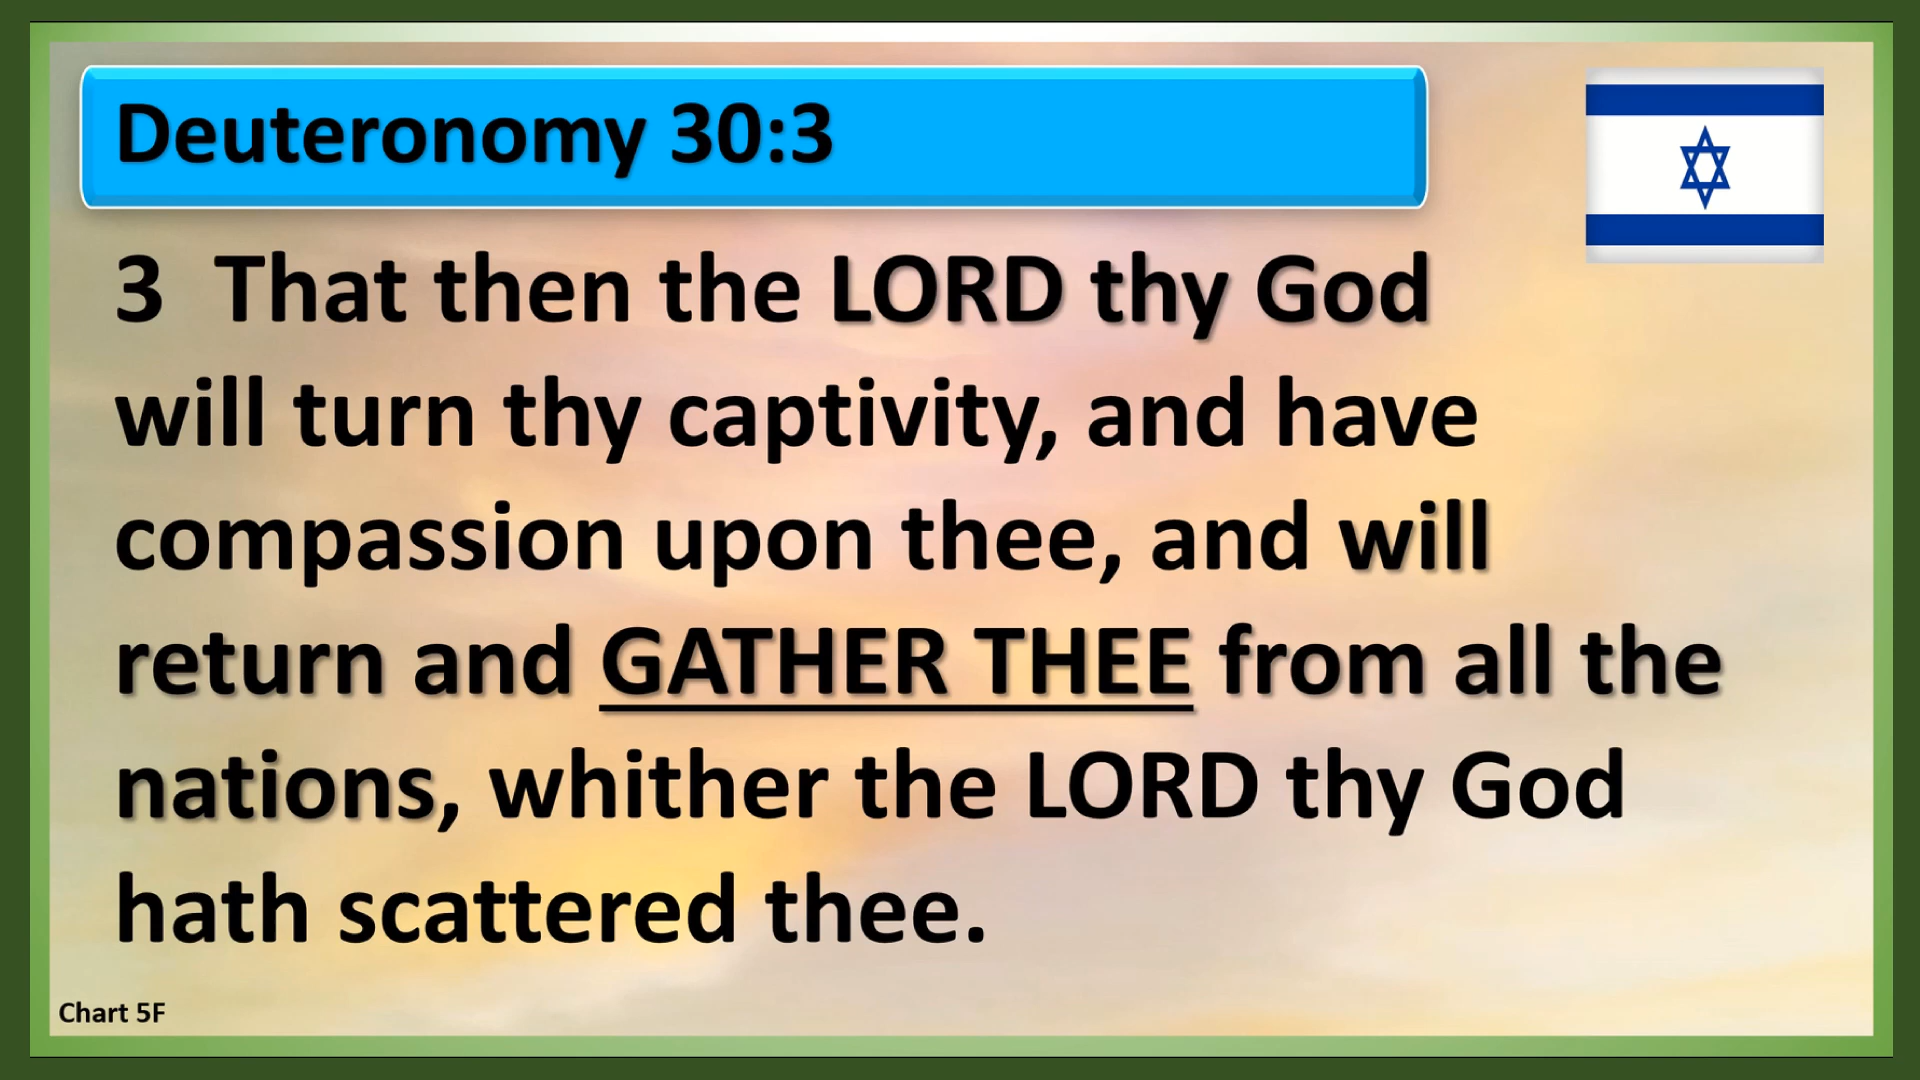 Deuteronomy 30:3
3 That then the LORD thy God
will turn thy captivity, and have
compassion upon thee, and will
return and GATHER THEE from all the
nations, whither the LORD thy God
hath scattered thee.
Chart 5F